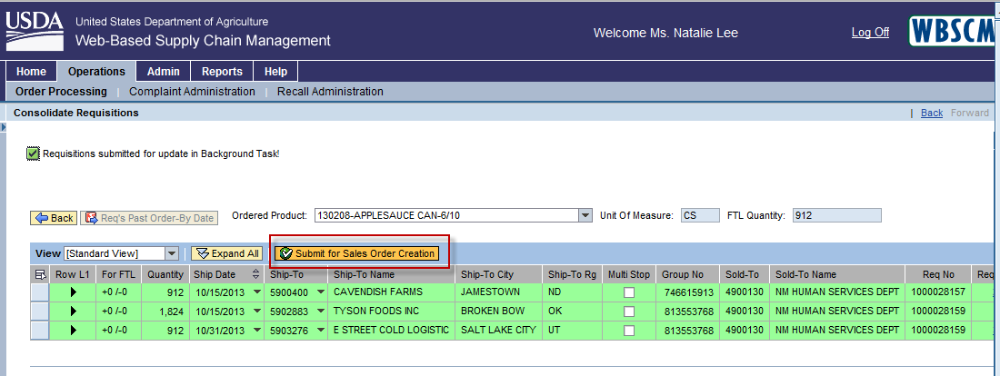 USDA
United States Department of Agriculture
Web-Based Supply Chain Management
Welcome Ms. Natalie Lee
Log Off
WBSCM
Home Operations Admin Reports Help
Order Processing | Complaint Administration | Recall Administration
Consolidate Requisitions
| Back Forward
Requisitions submitted for update in Background Task!
Back Req's Past Order-By Date Ordered Product: 130208-APPLESAUCE CAN-6/10 Unit Of Measure: CS FTL Quantity: 912
View [Standard View] Expand All Submit for Sales Order Creation
Row L1 For FTL Quantity Ship Date Ship-To Ship-To Name Ship-To City Ship-To Rg Multi Stop Group No Sold-To Sold-To Name Req No Req
+0 /-0 912 10/15/2013 5900400 CAVENDISH FARMS JAMESTOWN ND 746615913 4900130 NM HUMAN SERVICES DEPT 1000028157
+0 /-0 1,824 10/15/2013 5902883 TYSON FOODS INC BROKEN BOW OK 813553768 4900130 NM HUMAN SERVICES DEPT 1000028159
+0 /-0 912 10/31/2013 5903276 E STREET COLD LOGISTIC SALT LAKE CITY UT 813553768 4900130 NM HUMAN SERVICES DEPT 1000028159